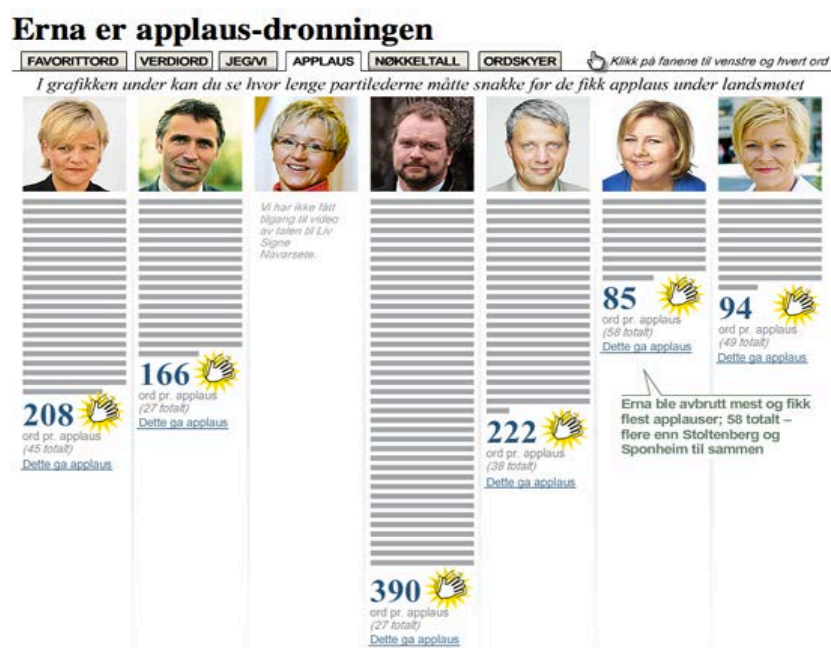 Erna er applaus-dronningen
FAVORITTORD VERDIORD JEG/VI APPLAUS NØKKELTALL ORDSKYER Klikk på fanene til venstre og hvert ord
I grafikken under kan du se hvor lenge partilederne måtte snakke før de fikk applaus under landsmøtet
208
ord pr. applaus
(45 totalt)
Dette ga applaus
166
ord pr. applaus
(27 totalt)
Dette ga applaus
Vi har ikke fått
tilgang til video
av talen til Liv
Signe
Navarsete.
390
ord pr. applaus
(27 totalt)
Dette ga applaus
222
ord pr. applaus
(38 totalt)
Dette ga applaus
85
ord pr. applaus
(58 totalt)
Dette ga applaus
Erna ble avbrutt mest og fikk
flest applauser; 58 totalt –
flere enn Stoltenberg og
Sponheim til sammen
94
ord pr. applaus
(49 totalt)
Dette ga applaus